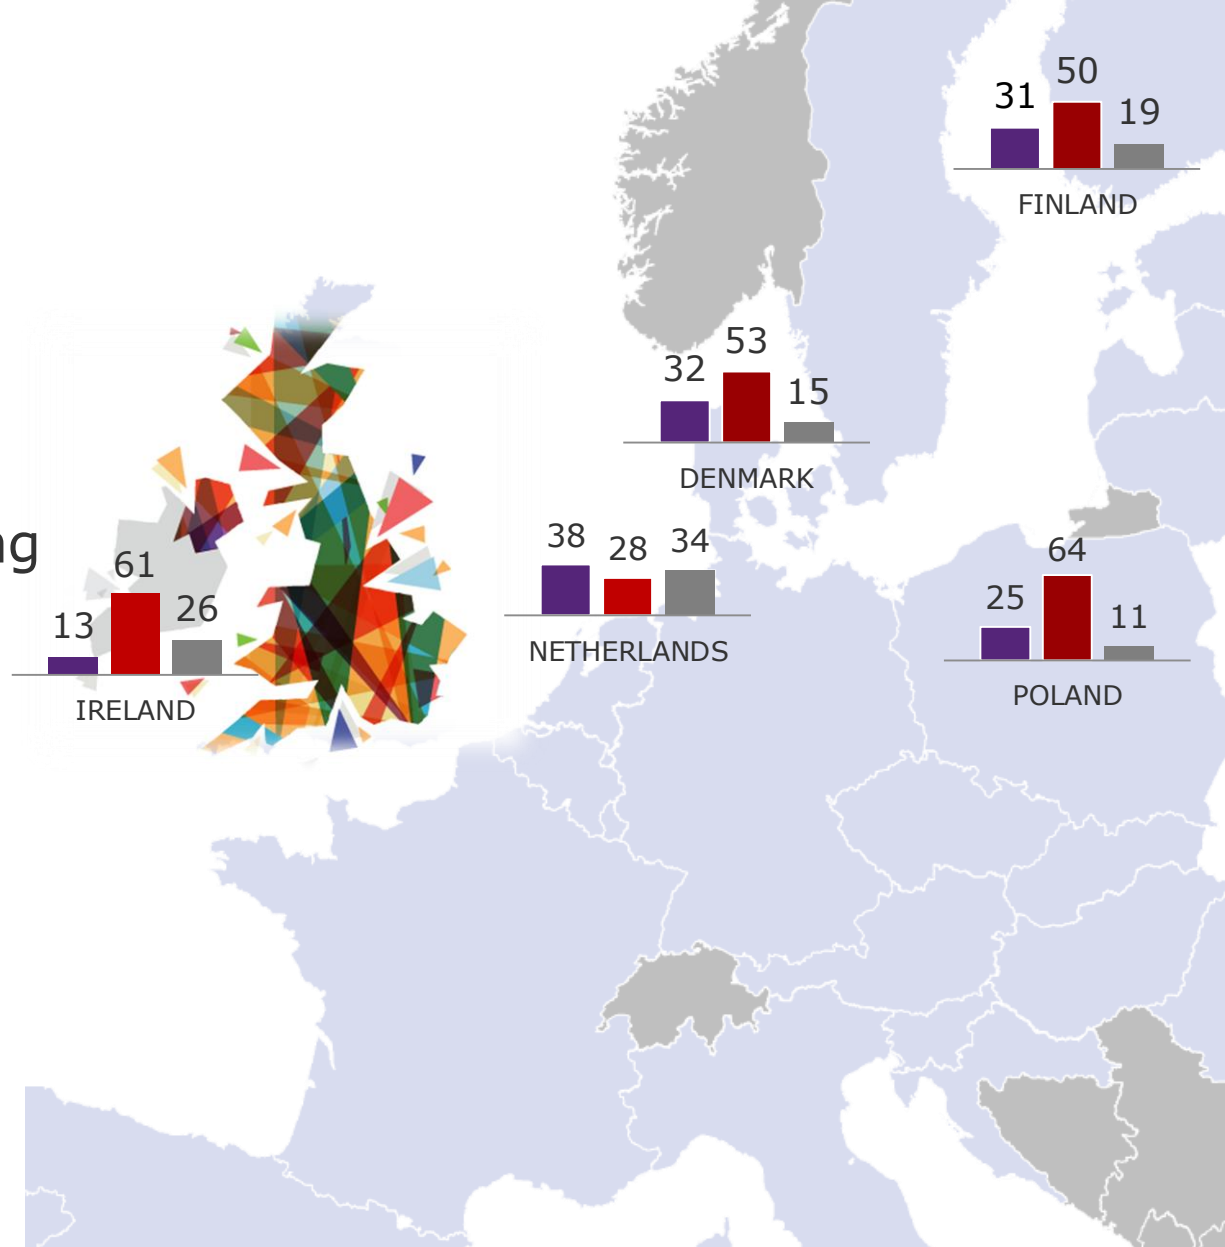 31 50 19
FINLAND
32 53 15
DENMARK
38 28 34
NETHERLANDS
25 64 11
POLAND
13 61 26
IRELAND